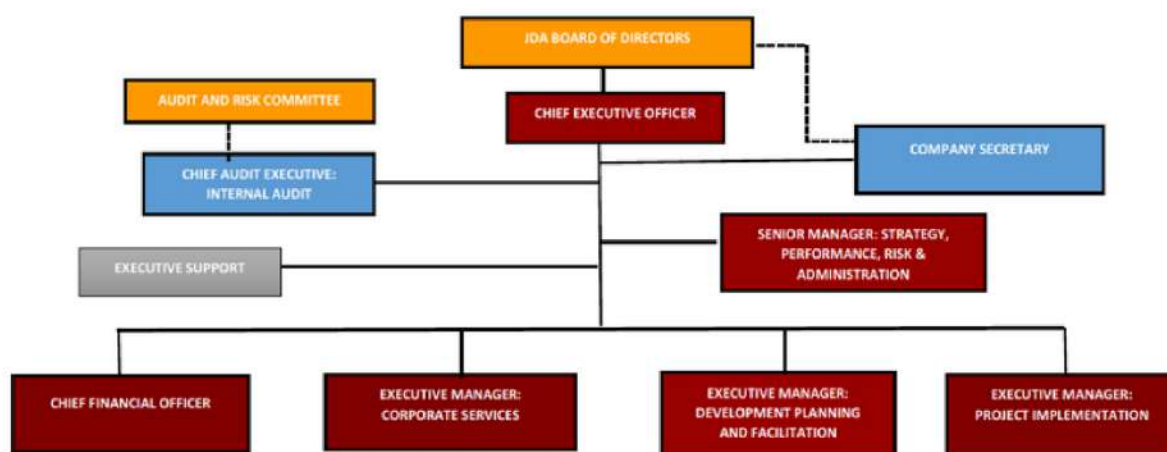 JDA BOARD OF DIRECTORS
AUDIT AND RISK COMMITTEE
CHIEF EXECUTIVE OFFICER
COMPANY SECRETARY
CHIEF AUDIT EXECUTIVE:
INTERNAL AUDIT
SENIOR MANAGER: STRATEGY,
PERFORMANCE, RISK &
ADMINISTRATION
EXECUTIVE SUPPORT
CHIEF FINANCIAL OFFICER
EXECUTIVE MANAGER:
CORPORATE SERVICES
EXECUTIVE MANAGER:
DEVELOPMENT PLANNING
AND FACILITATION
EXECUTIVE MANAGER:
PROJECT IMPLEMENTATION